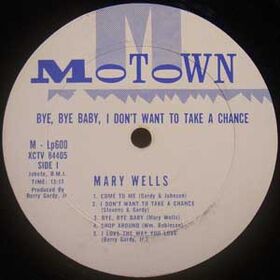 MOTOWN
BYE, BYE BABY, I DON'T WANT TO TAKE A CHANCE
M - Lp600
XCTV 84405
SIDE 1
Jobete, B.M.I.
TIME: 13:13
Produced By
Berry Gordy, Jr.
MARY WELLS
1. COME TO ME (Gordy & Johnson)
2. I DON'T WANT TO TAKE A CHANCE
(Stevens & Gordy)
3. BYE, BYE BABY (Mary Wells)
4. SHOP AROUND (Wm. Robinson)
5. I LOVE THE WAY YOU LOVE
(Berry Gordy, Jr.)